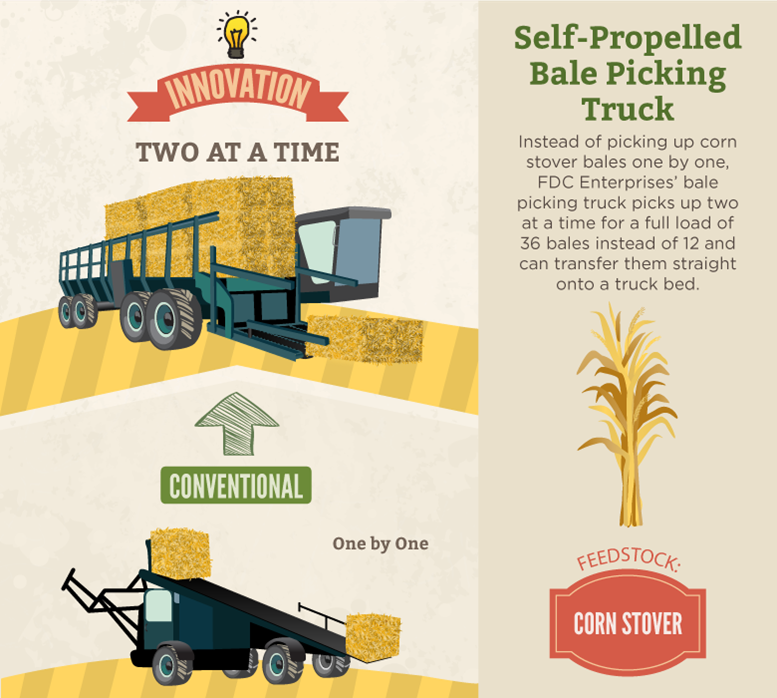 INNOVATION
TWO AT A TIME
CONVENTIONAL
One by One
Self-Propelled
Bale Picking
Truck
Instead of picking up corn
stover bales one by one,
FDC Enterprises’ bale
picking truck picks up two
at a time for a full load of
36 bales instead of 12 and
can transfer them straight
onto a truck bed.
FEEDSTOCK:
CORN STOVER